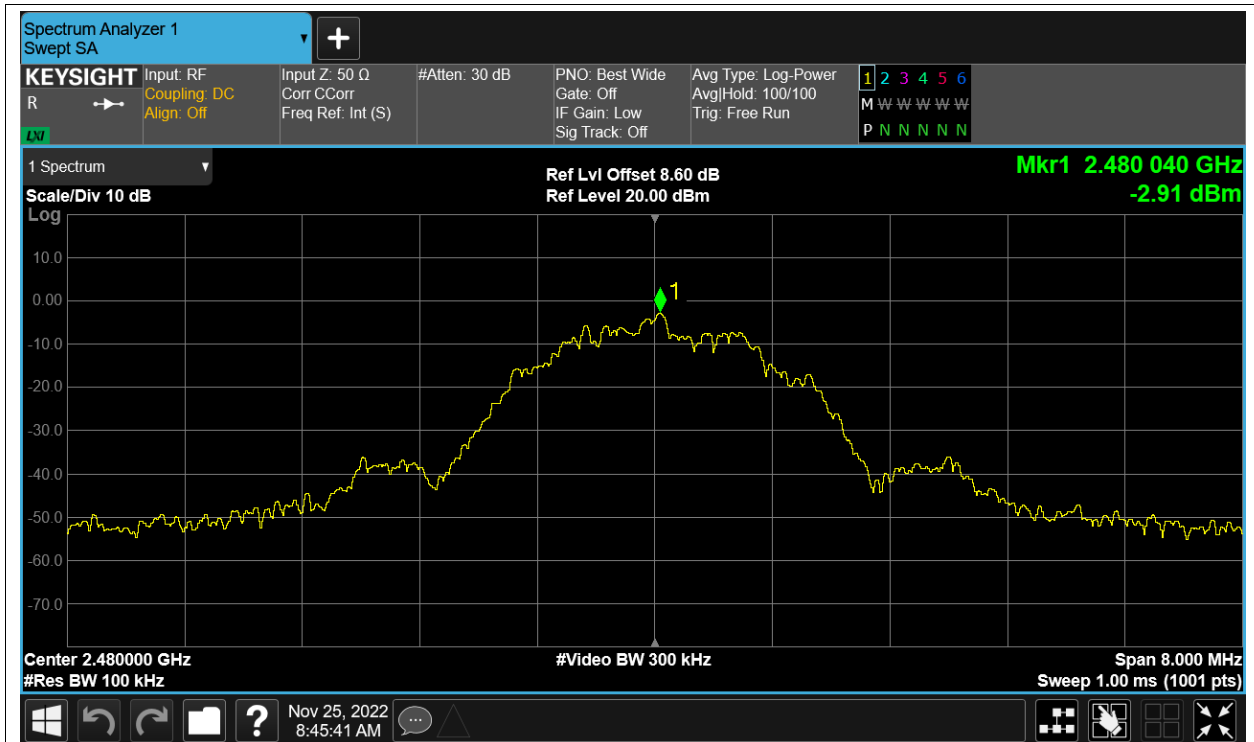 Spectrum Analyzer 1
Swept SA
+
KEYSIGHT
R
LXI
Input: RF
Coupling: DC
Align: Off
Input Z: 50 Ω
Corr CCorr
Freq Ref: Int (S)
#Atten: 30 dB
PNO: Best Wide
Gate: Off
IF Gain: Low
Sig Track: Off
Avg Type: Log-Power
Avg|Hold: 100/100
Trig: Free Run
1 2 3 4 5 6
M W W W W W
P N N N N N
1 Spectrum
Scale/Div 10 dB
Ref Lvl Offset 8.60 dB
Ref Level 20.00 dBm
Mkr1 2.480 040 GHz
-2.91 dBm
Log
10.0
0.00
-10.0
-20.0
-30.0
-40.0
-50.0
-60.0
-70.0
1
Center 2.480000 GHz
#Res BW 100 kHz
#Video BW 300 kHz
Span 8.000 MHz
Sweep 1.00 ms (1001 pts)
?
Nov 25, 2022
8:45:41 AM